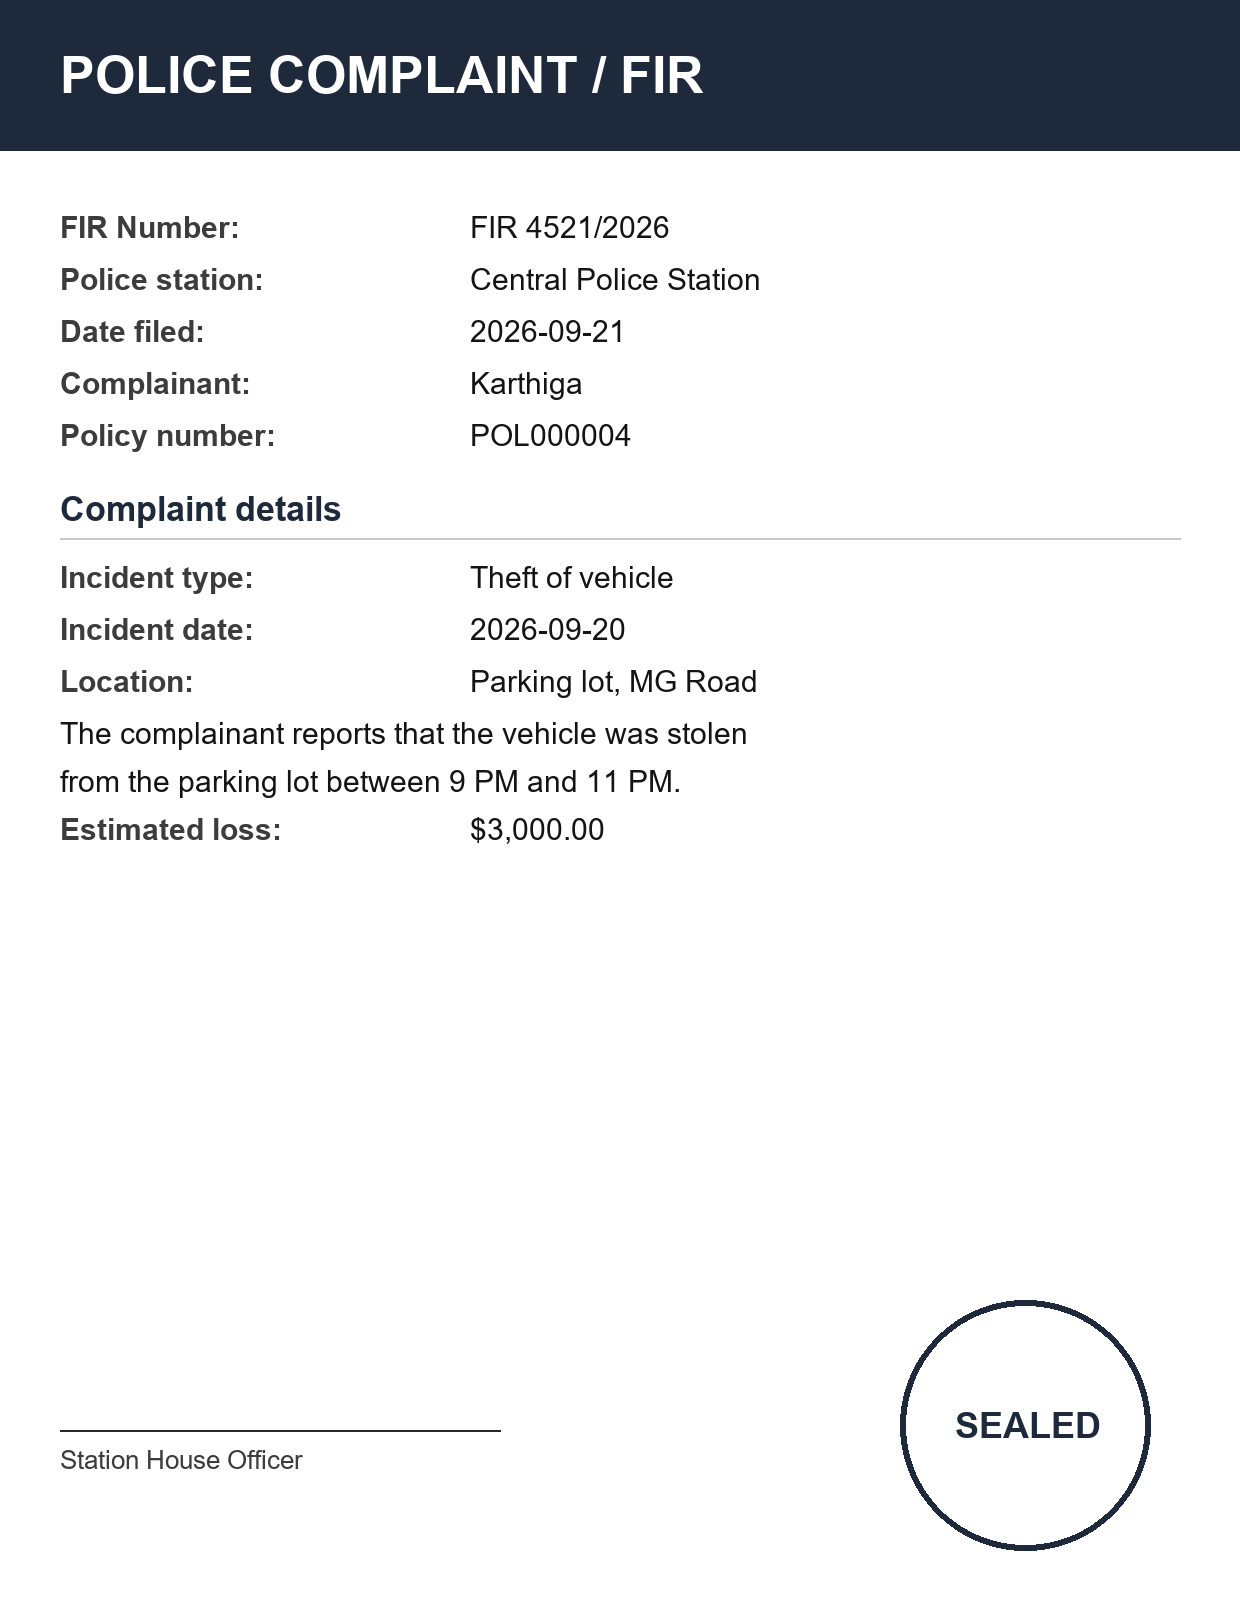 POLICE COMPLAINT / FIR
FIR Number: FIR 4521/2026
Police station: Central Police Station
Date filed: 2026-09-21
Complainant: Karthiga
Policy number: POL000004
Complaint details
Incident type: Theft of vehicle
Incident date: 2026-09-20
Location: Parking lot, MG Road
The complainant reports that the vehicle was stolen
from the parking lot between 9 PM and 11 PM.
Estimated loss: $3,000.00
SEALED
Station House Officer